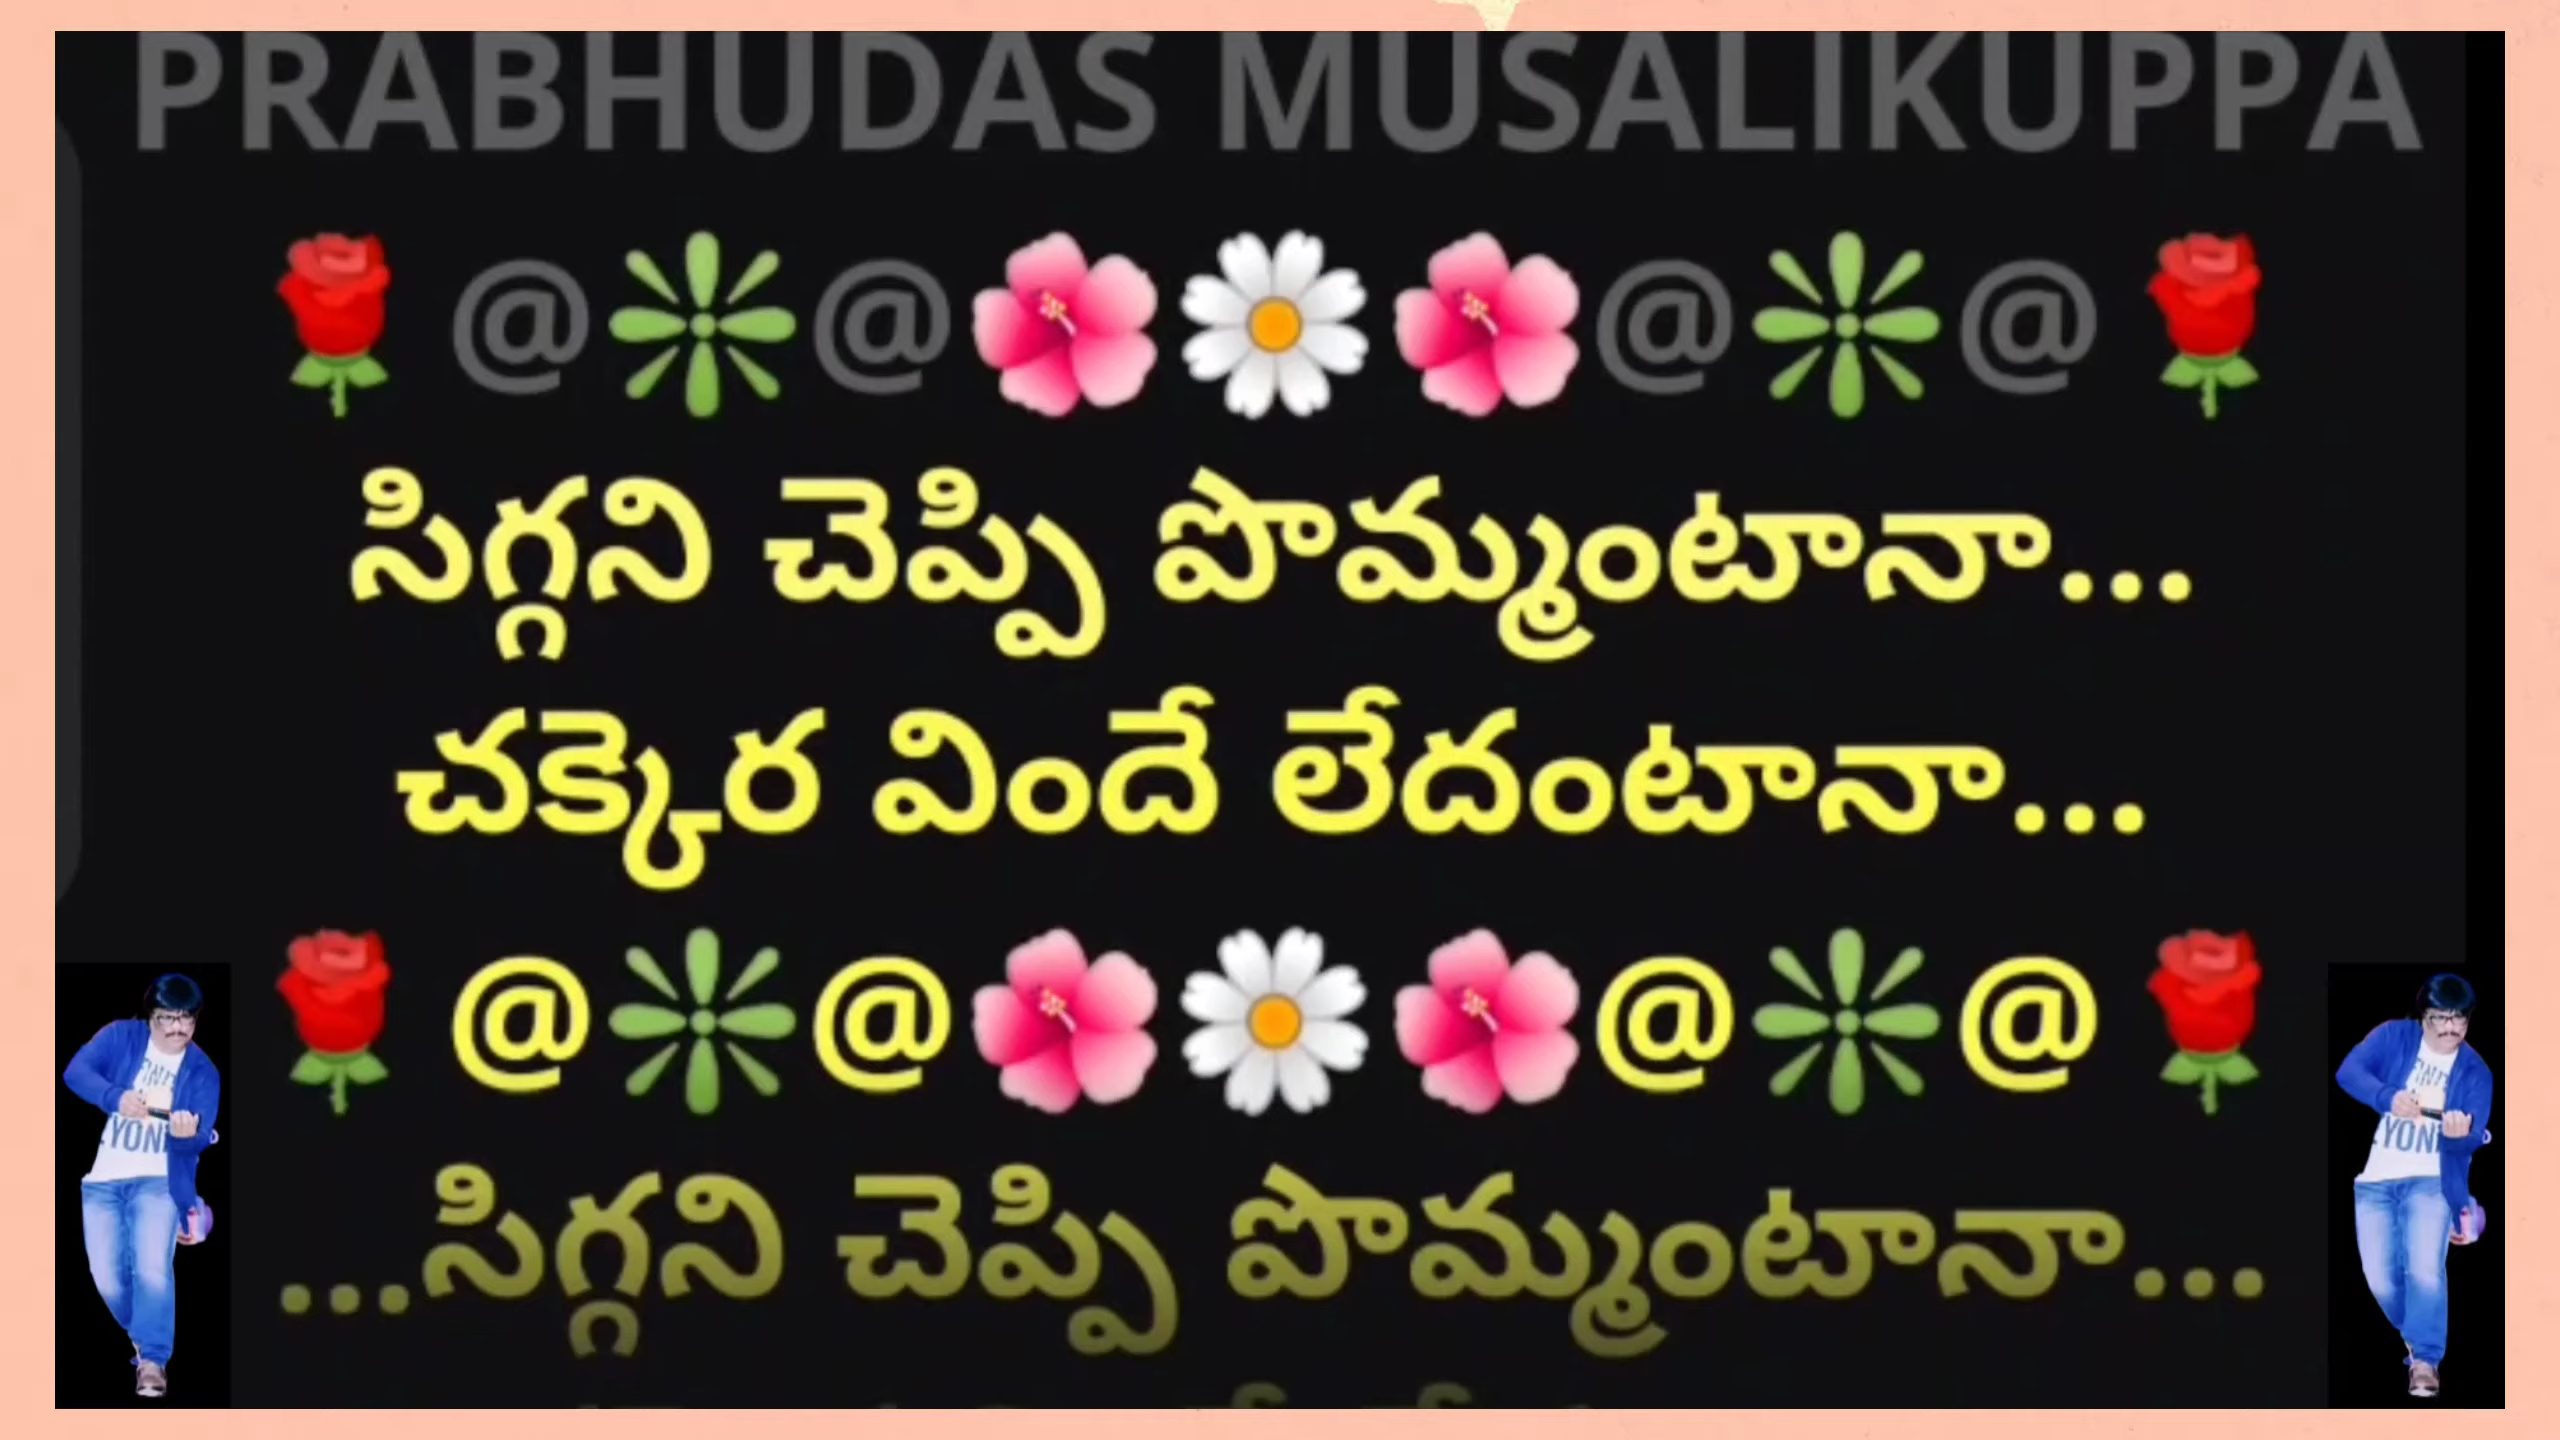 PRABHUDAS MUSALIKUPPA
🌹 @❇@🌺🌼🌺@❇@ 🌹
సిగ్గని చెప్పి పొమ్మంటానా...
చక్కెర విందే లేదంటానా...
🌹 @❇@🌺🌼🌺@❇@ 🌹
...సిగ్గని చెప్పి పొమ్మంటానా...